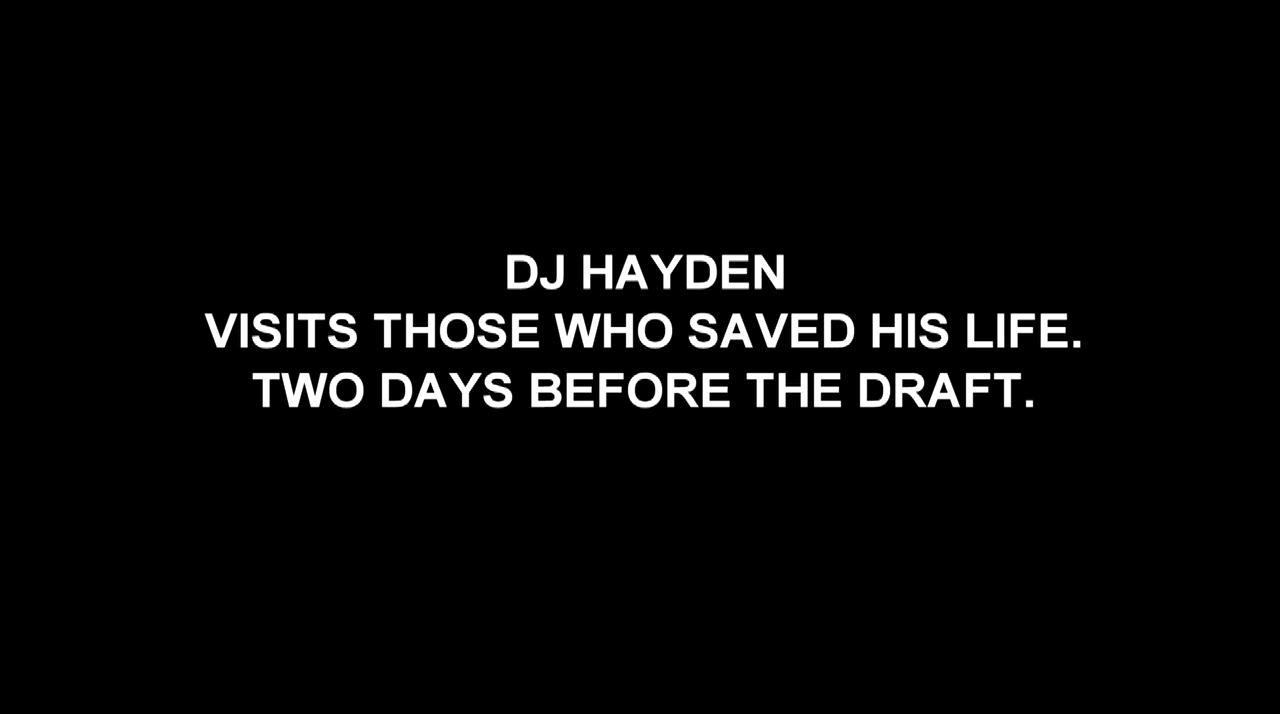 DJ HAYDEN
VISITS THOSE WHO SAVED HIS LIFE.
TWO DAYS BEFORE THE DRAFT.